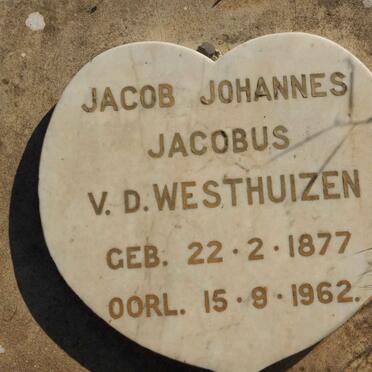 JACOB JOHANNES
JACOBUS
V. D. WESTHUIZEN
GEB. 22·2·1877
OORL. 15·9·1962.